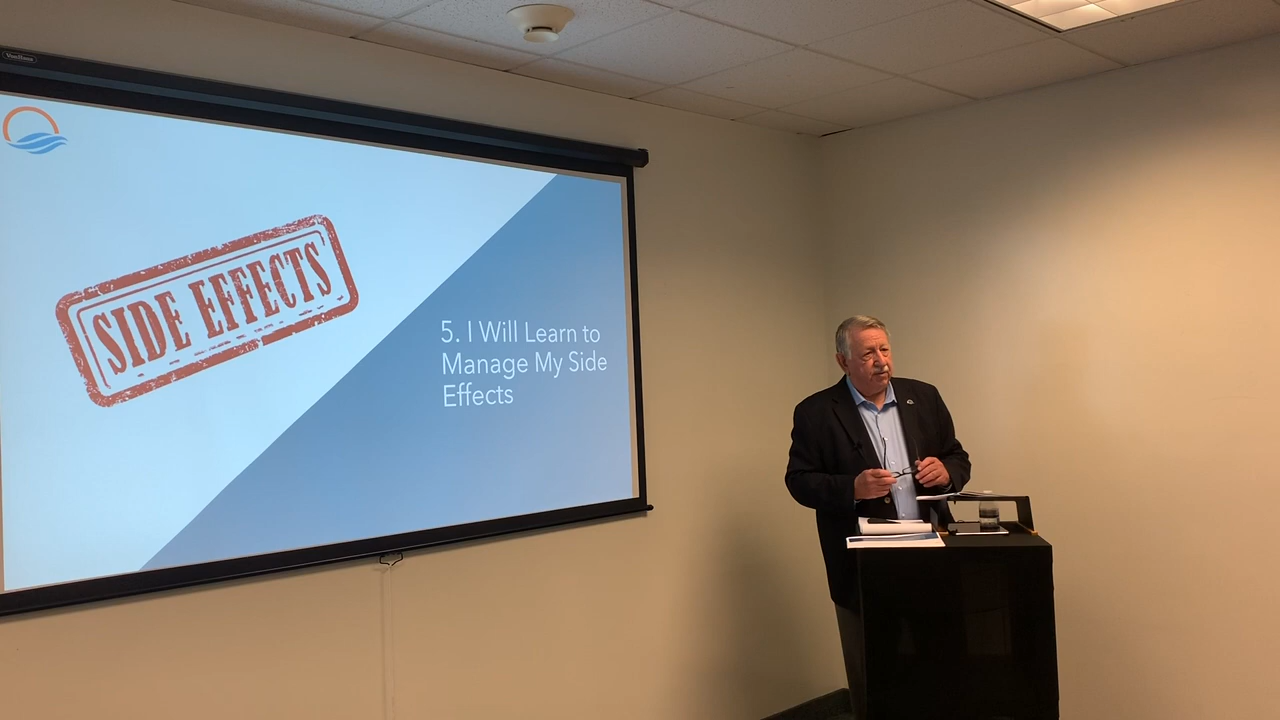 SIDE EFFECTS
5. I Will Learn to
Manage My Side
Effects